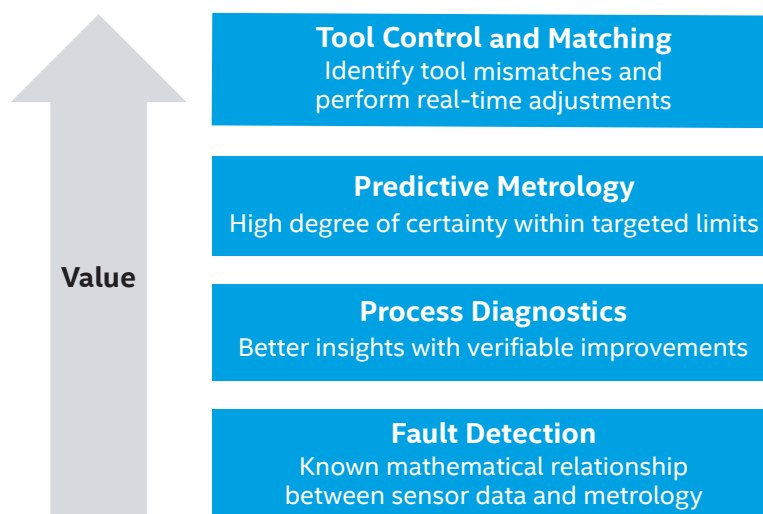 Tool Control and Matching
Identify tool mismatches and
perform real-time adjustments
Predictive Metrology
High degree of certainty within targeted limits
Value
Process Diagnostics
Better insights with verifiable improvements
Fault Detection
Known mathematical relationship
between sensor data and metrology